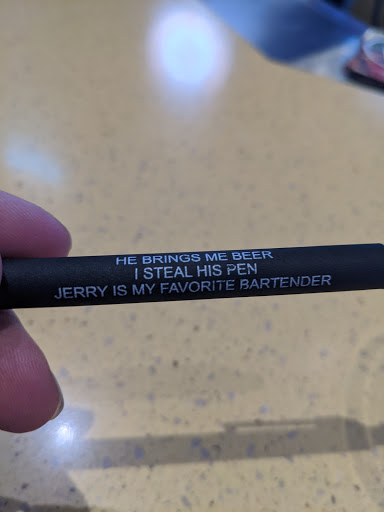 HE BRINGS ME BEER
I STEAL HIS PEN
JERRY IS MY FAVORITE BARTENDER